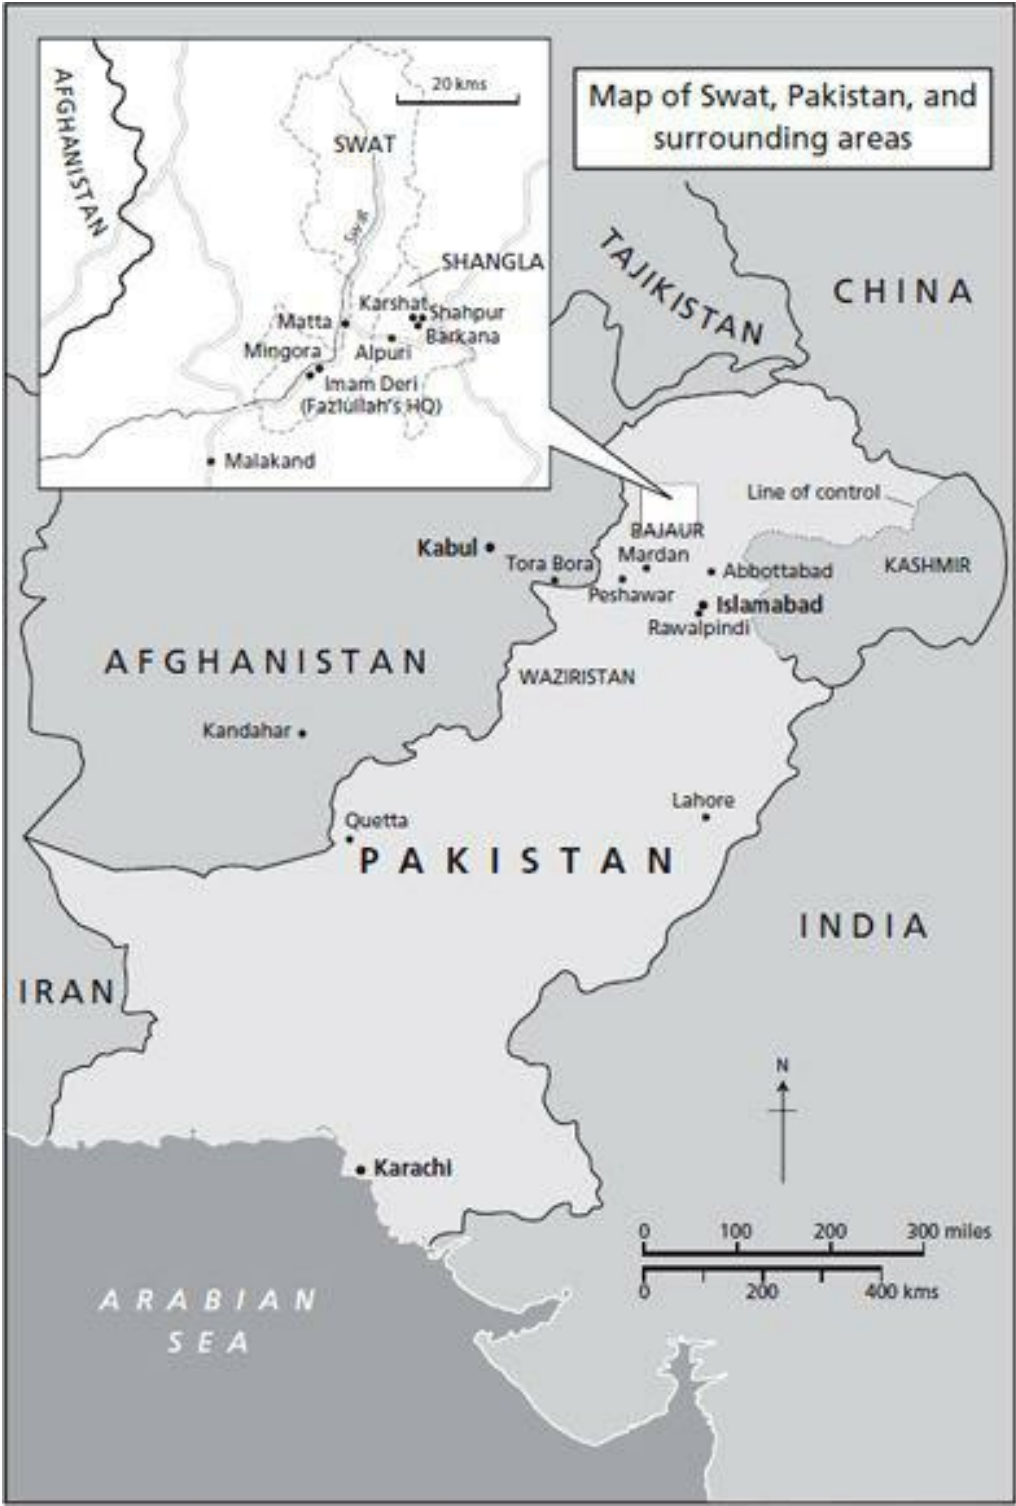 Map of Swat, Pakistan, and
surrounding areas
AFGHANISTAN
20 kms
SWAT
Swat
SHANGLA
Karshat
Shahpur
Matta
Barkana
Mingora
Alpuri
Imam Deri
(Fazlullah's HQ)
Malakand
TAJIKISTAN
CHINA
Line of control
BAJAUR
Kabul
Mardan
Tora Bora
Abbottabad
KASHMIR
Peshawar
Islamabad
Rawalpindi
AFGHANISTAN
WAZIRISTAN
Kandahar
Lahore
Quetta
PAKISTAN
INDIA
IRAN
N
Karachi
0 100 200 300 miles
0 200 400 kms
ARABIAN
SEA